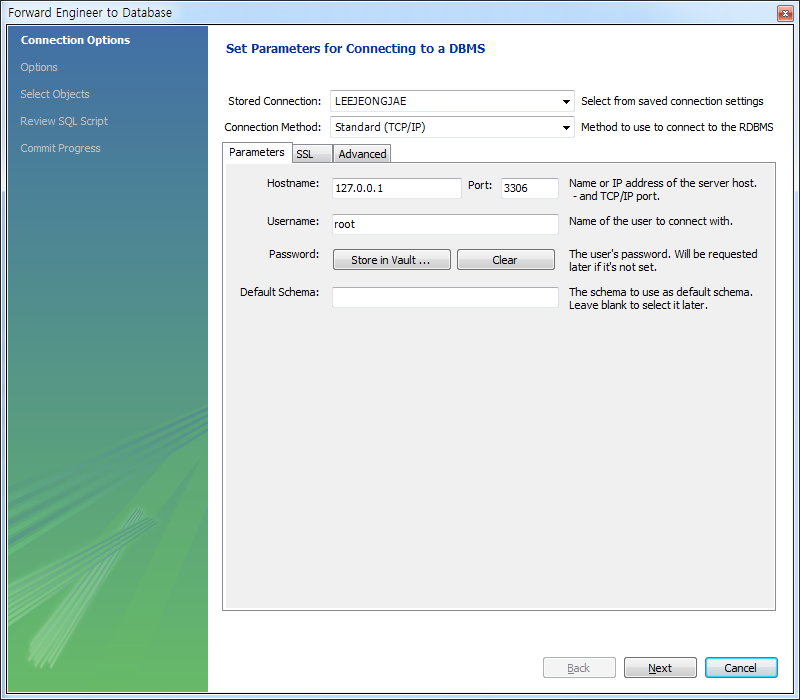 Forward Engineer to Database
Connection Options
Options
Select Objects
Review SQL Script
Commit Progress
Set Parameters for Connecting to a DBMS
Stored Connection: LEEJEONGJAE Select from saved connection settings
Connection Method: Standard (TCP/IP) Method to use to connect to the RDBMS
Parameters SSL Advanced
Hostname: 127.0.0.1 Port: 3306 Name or IP address of the server host.
- and TCP/IP port.
Username: root Name of the user to connect with.
Password: Store in Vault ... Clear The user's password. Will be requested
later if it's not set.
Default Schema: The schema to use as default schema.
Leave blank to select it later.
Back Next Cancel